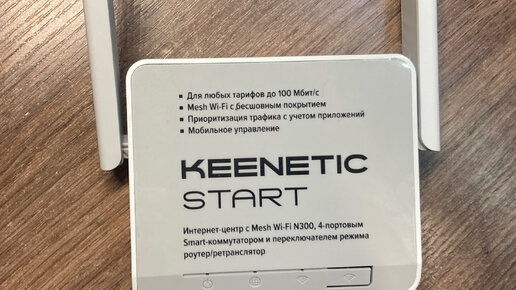 ▪ Для любых тарифов до 100 Мбит/с
▪ Mesh Wi-Fi с бесшовным покрытием
▪ Приоритизация трафика с учетом приложений
▪ Мобильное управление
KEENETIC
START
Интернет-центр с Mesh Wi-Fi N300, 4-портовым
Smart-коммутатором и переключателем режима
роутер/ретранслятор